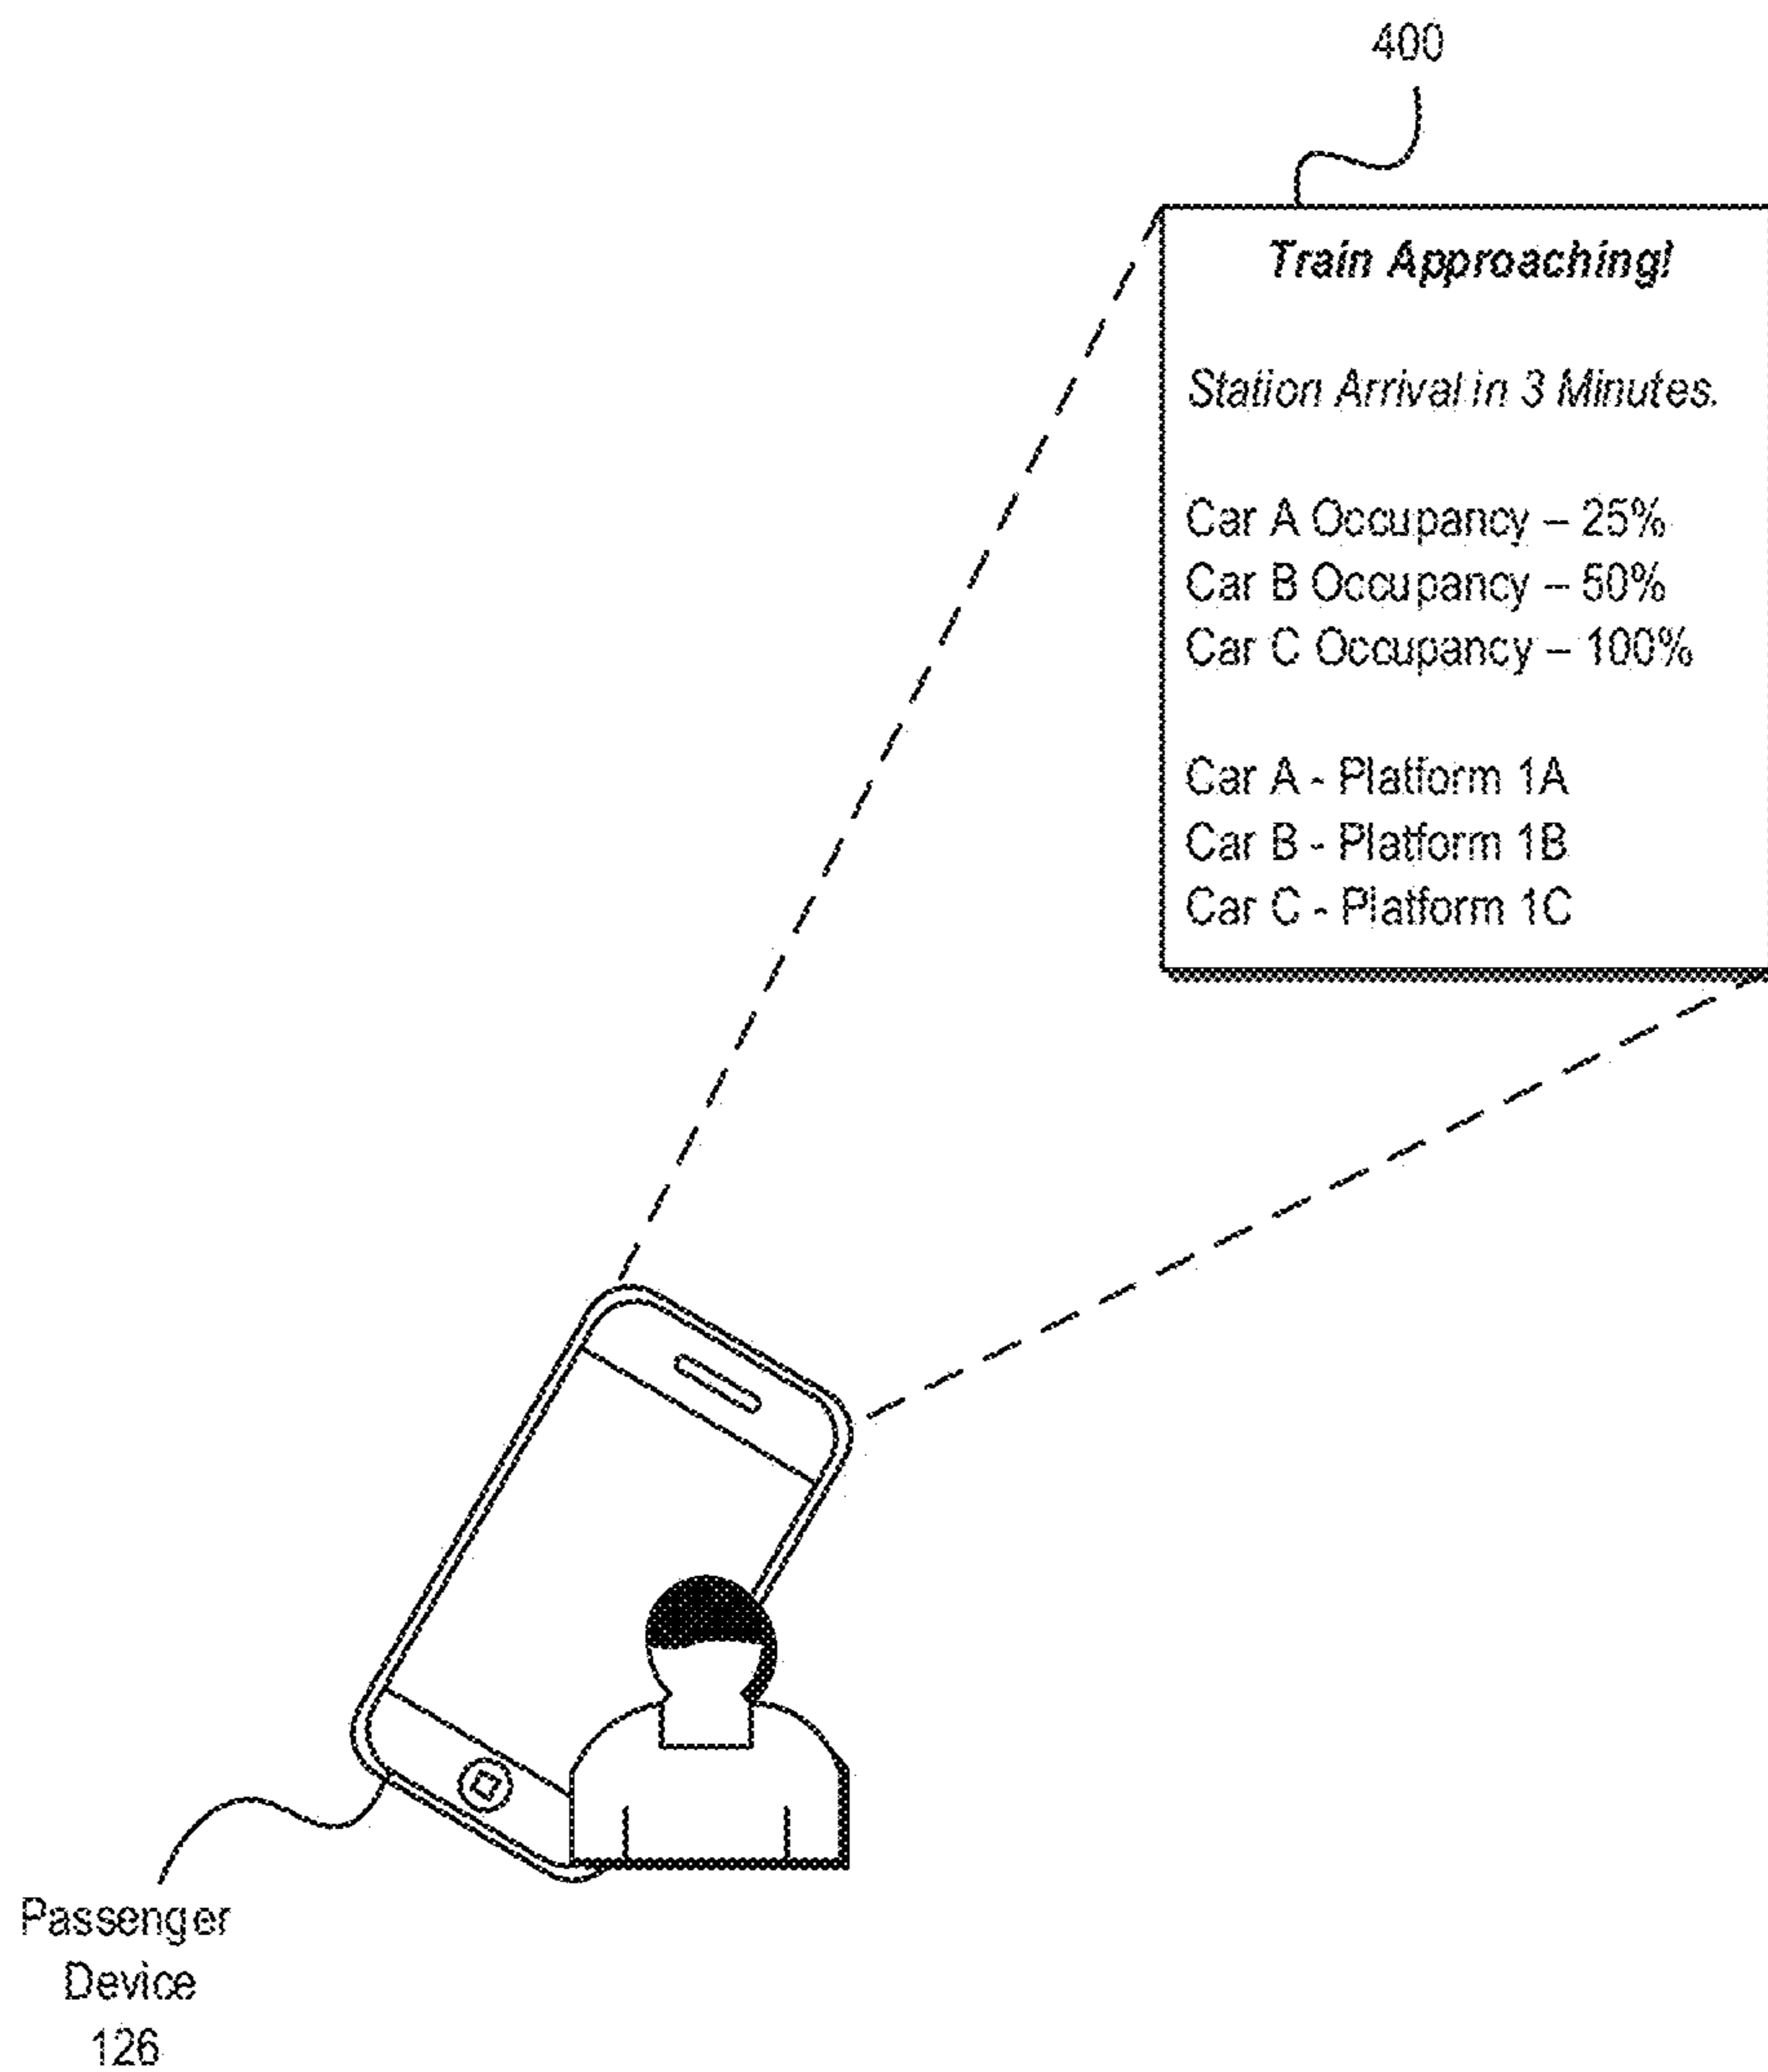 400
Train Approaching!
Station Arrival in 3 Minutes.
Car A Occupancy – 25%
Car B Occupancy – 50%
Car C Occupancy – 100%
Car A - Platform 1A
Car B - Platform 1B
Car C - Platform 1C
Passenger
Device
126